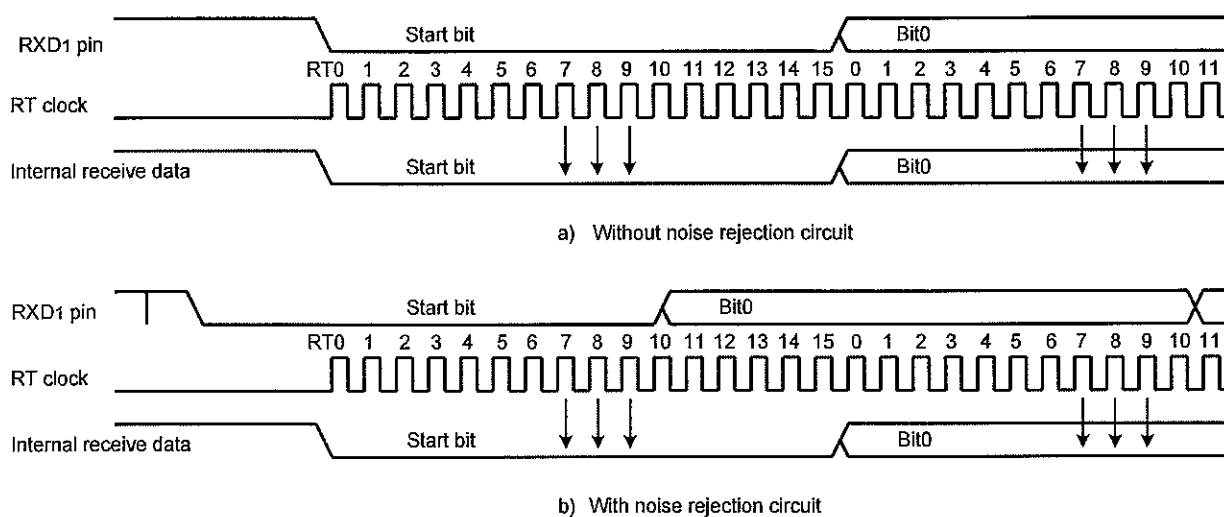 RXD1 pin Start bit Bit0
RT0 1 2 3 4 5 6 7 8 9 10 11 12 13 14 15 0 1 2 3 4 5 6 7 8 9 10 11
RT clock
Internal receive data Start bit Bit0
a) Without noise rejection circuit
RXD1 pin Start bit Bit0
RT0 1 2 3 4 5 6 7 8 9 10 11 12 13 14 15 0 1 2 3 4 5 6 7 8 9 10 11
RT clock
Internal receive data Start bit Bit0
b) With noise rejection circuit